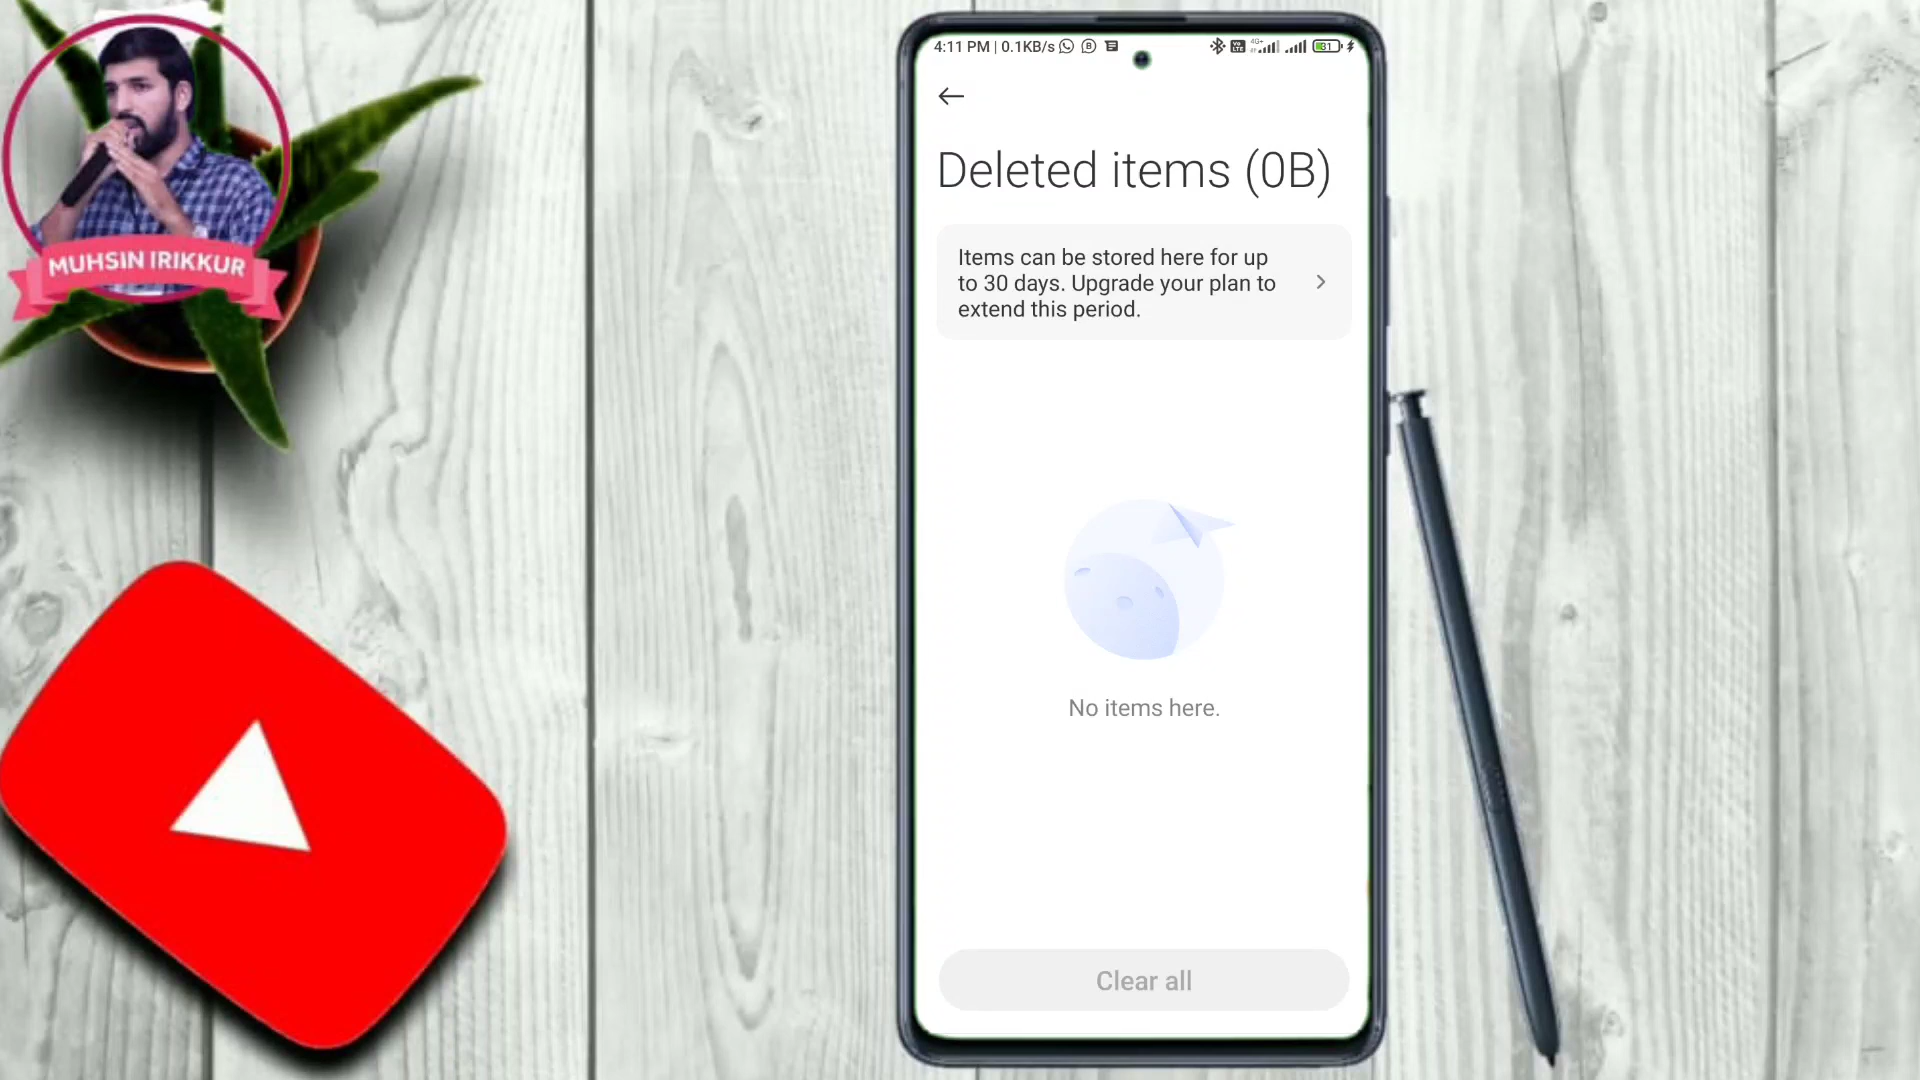 MUHSIN IRIKKUR
4:11 PM | 0.1KB/s
31
Deleted items (0B)
Items can be stored here for up
to 30 days. Upgrade your plan to
extend this period.
No items here.
Clear all